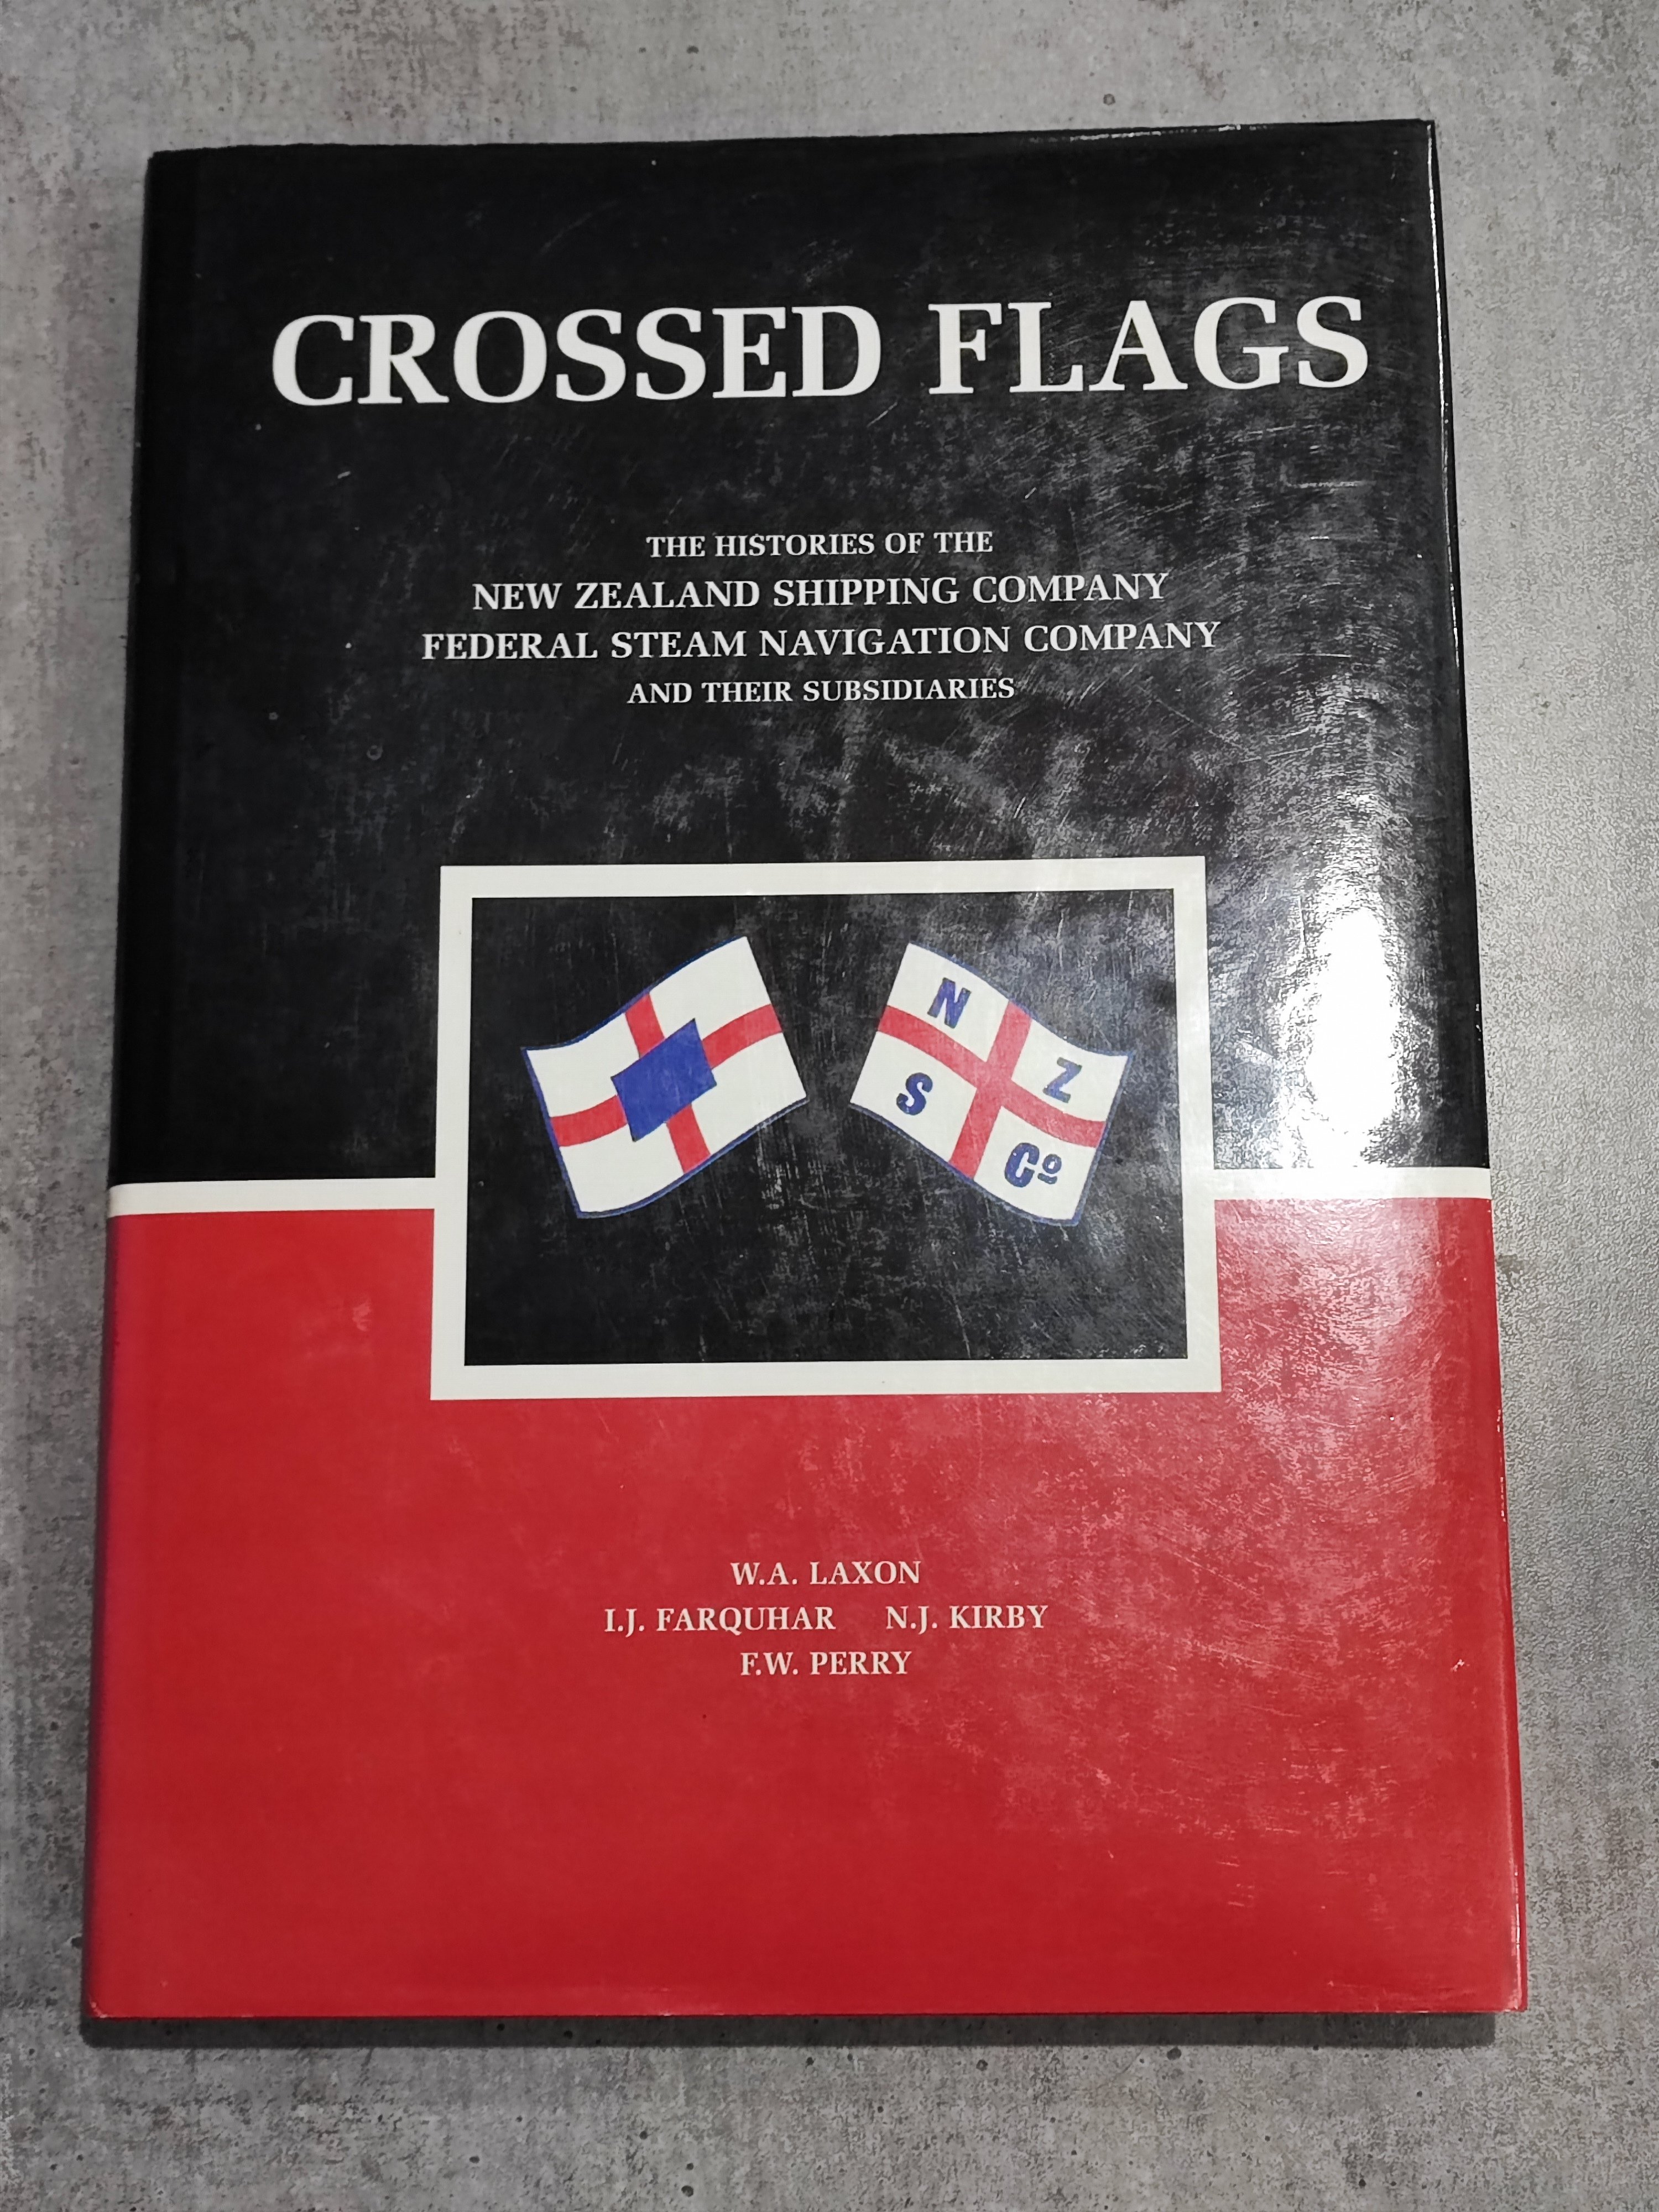 CROSSED FLAGS
THE HISTORIES OF THE
NEW ZEALAND SHIPPING COMPANY
FEDERAL STEAM NAVIGATION COMPANY
AND THEIR SUBSIDIARIES
N Z
S Cº
W.A. LAXON
I.J. FARQUHAR N.J. KIRBY
F.W. PERRY